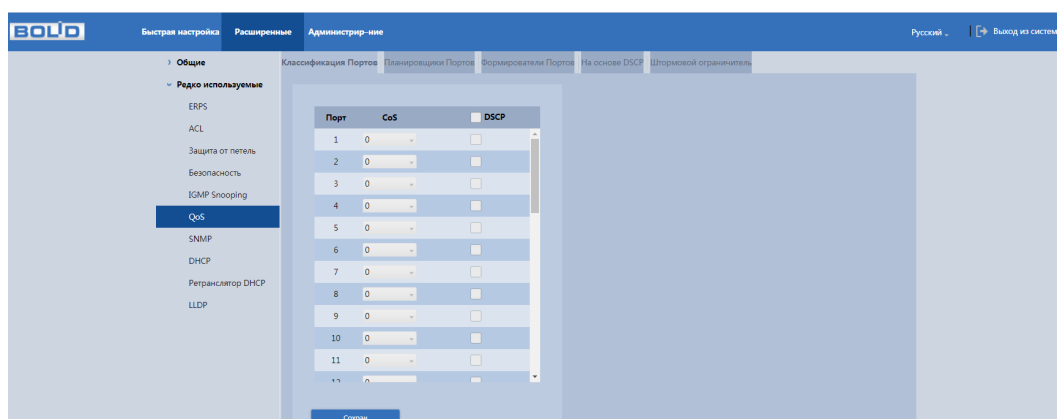 BOLID Быстрая настройка Расширенные Администрир-ние Русский Выход из систем
Общие
Редко используемые
ERPS
ACL
Защита от петель
Безопасность
IGMP Snooping
QoS
SNMP
DHCP
Ретранслятор DHCP
LLDP
Классификация Портов Планировщики Портов Формирователи Портов На основе DSCP Штормовой ограничитель
Порт CoS DSCP
1 0
2 0
3 0
4 0
5 0
6 0
7 0
8 0
9 0
10 0
11 0
12 0
Сохран